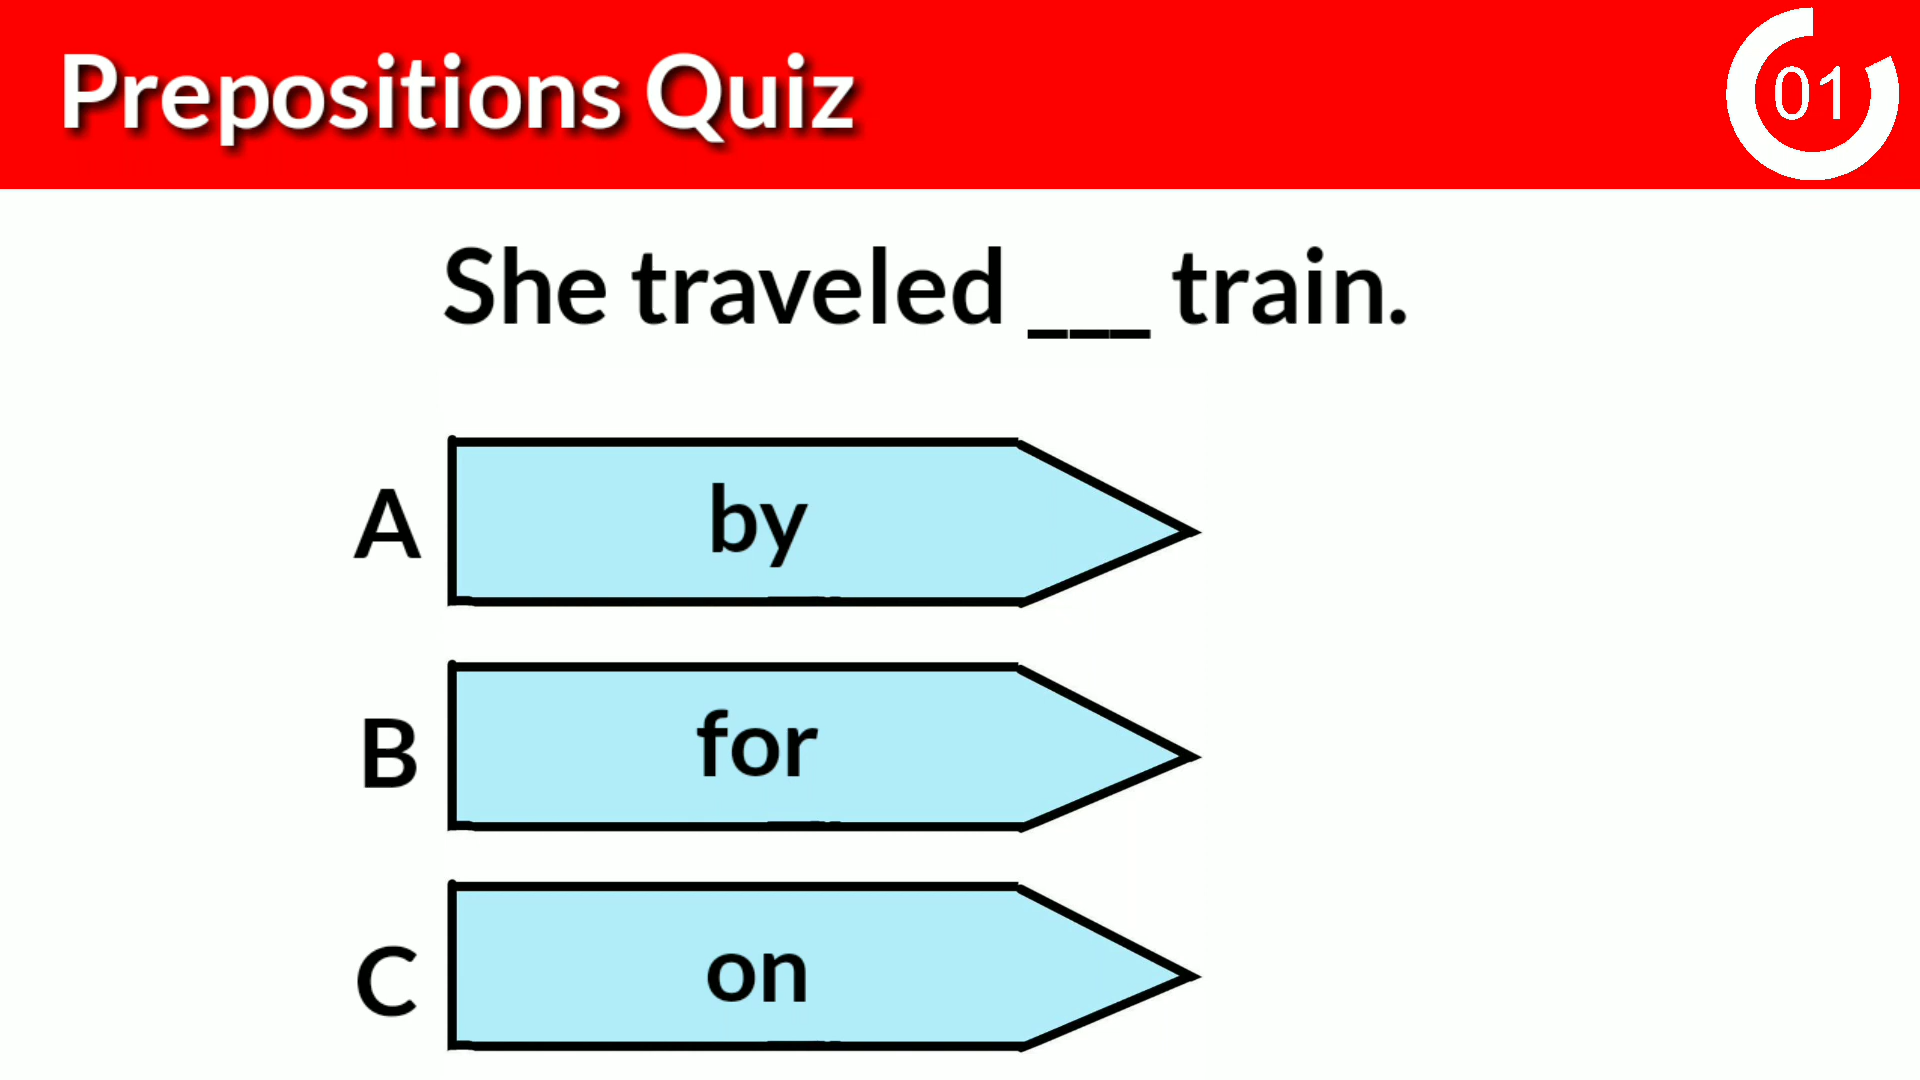 Prepositions Quiz
01
She traveled ___ train.
A by
B for
C on